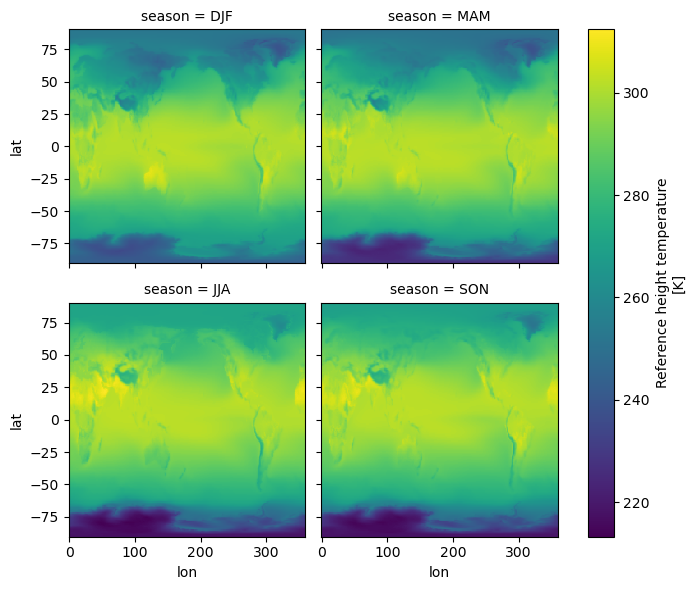 season = DJF
season = MAM
75
50
25
0
−25
−50
−75
lat
season = JJA
season = SON
75
50
25
0
−25
−50
−75
lat
0
100
200
300
lon
0
100
200
300
lon
300
280
260
240
220
Reference height temperature
[K]